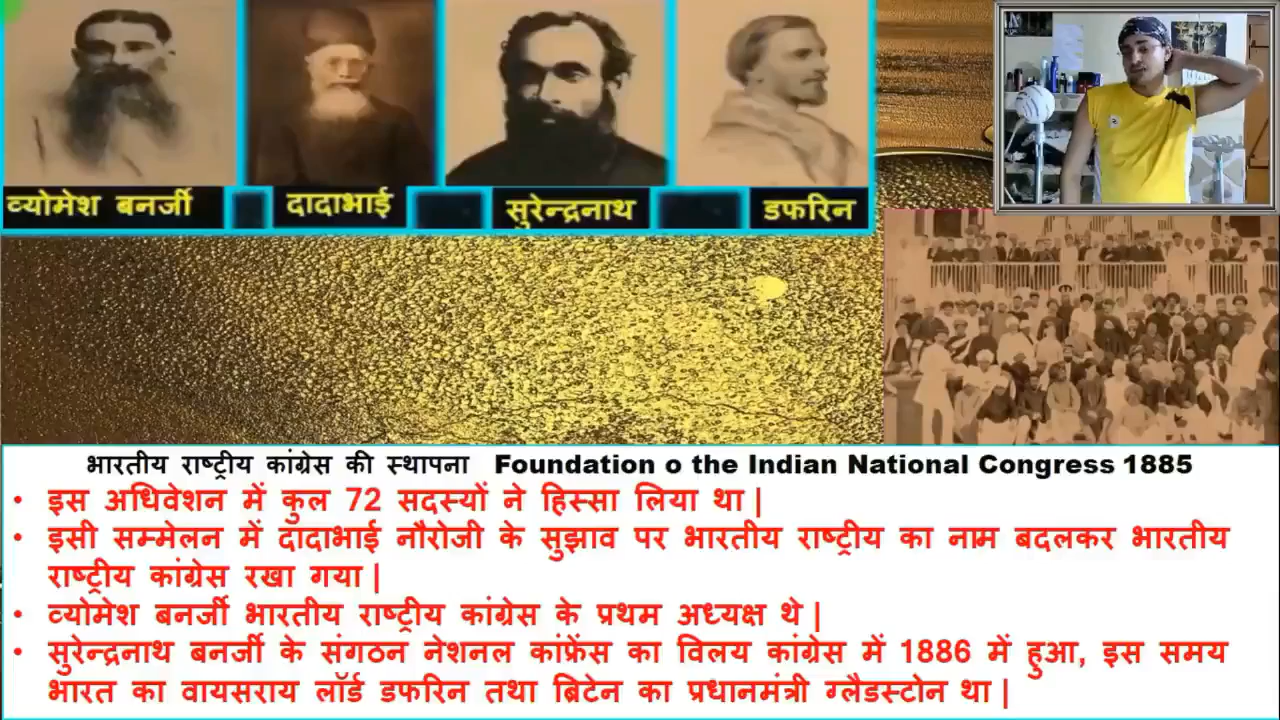 व्योमेश बनर्जी
दादाभाई
सुरेन्द्रनाथ
डफरिन
भारतीय राष्ट्रीय कांग्रेस की स्थापना Foundation o the Indian National Congress 1885
• इस अधिवेशन में कुल 72 सदस्यों ने हिस्सा लिया था |
• इसी सम्मेलन में दादाभाई नौरोजी के सुझाव पर भारतीय राष्ट्रीय का नाम बदलकर भारतीय
राष्ट्रीय कांग्रेस रखा गया |
• व्योमेश बनर्जी भारतीय राष्ट्रीय कांग्रेस के प्रथम अध्यक्ष थे |
• सुरेन्द्रनाथ बनर्जी के संगठन नेशनल कांफ्रेंस का विलय कांग्रेस में 1886 में हुआ, इस समय
भारत का वायसराय लॉर्ड डफरिन तथा ब्रिटेन का प्रधानमंत्री ग्लैडस्टोन था |